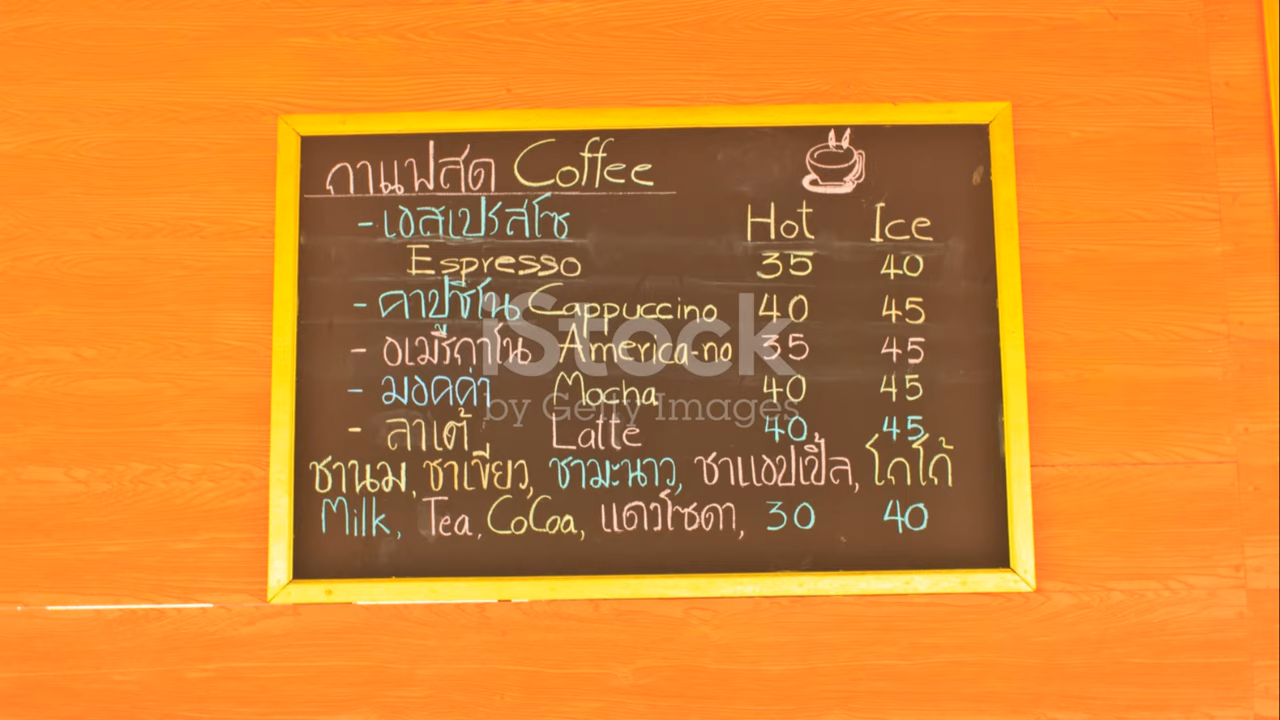 กาแฟสด Coffee
- เอสเปรสโซ Hot Ice
Espresso 35 40
- คาปูชิโน Cappuccino 40 45
- อเมริกาโน America-no 35 45
- มอคค่า Mocha 40 45
- ลาเต้ Latte 40 45
ชานม, ชาเขียว, ชามะนาว, ชาแอปเปิ้ล, โกโก้
Milk, Tea, CoCoa, แดงโซดา, 30 40
iStock
by Getty Images